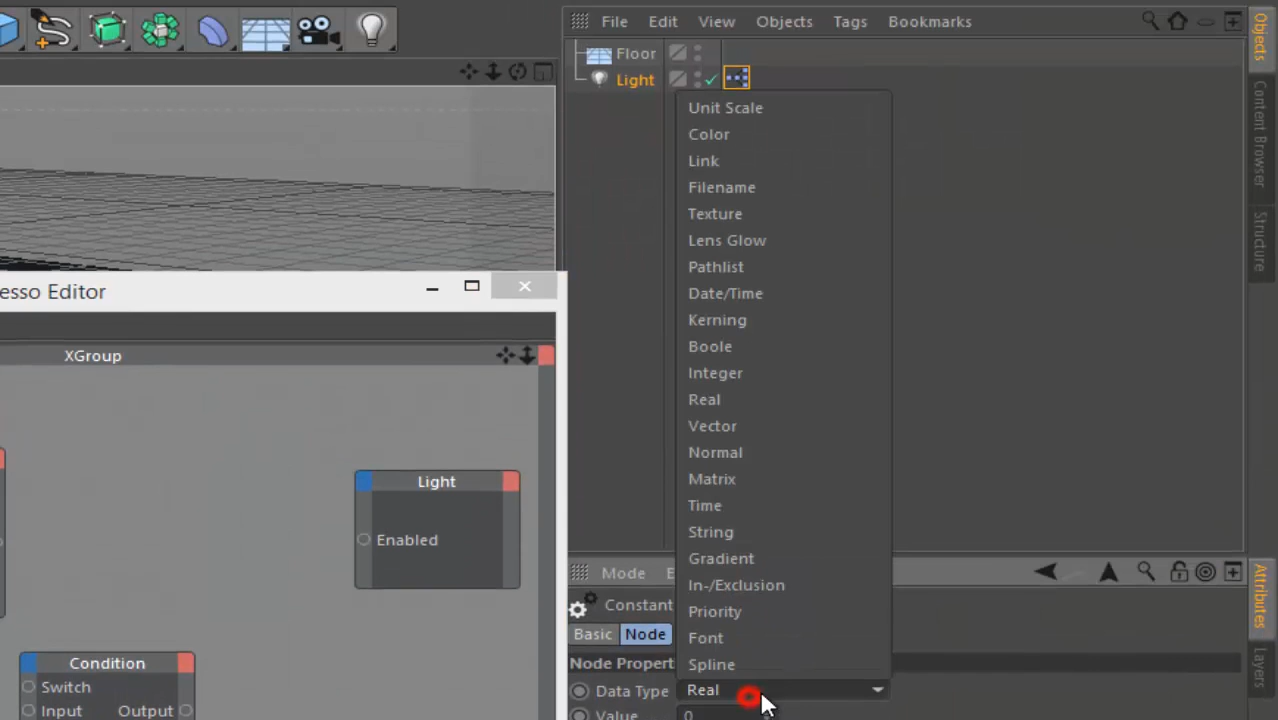 File Edit View Objects Tags Bookmarks
Floor
Light
Unit Scale
Color
Link
Filename
Texture
Lens Glow
Pathlist
Date/Time
Kerning
Boole
Integer
Real
Vector
Normal
Matrix
Time
String
Gradient
In-/Exclusion
Priority
Font
Spline
Objects
Content Browser
Structure
esso Editor
XGroup
Light
Enabled
Condition
Switch
Input Output
Mode E
Constant
Basic Node
Node Propert
Data Type Real
Value 0
Attributes
Layers